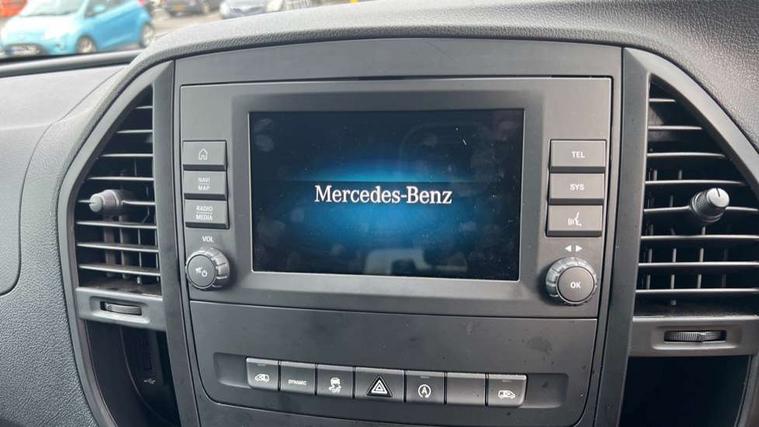 Mercedes-Benz
NAVI
MAP
RADIO
MEDIA
VOL
TEL
SYS
OK
DYNAMIC